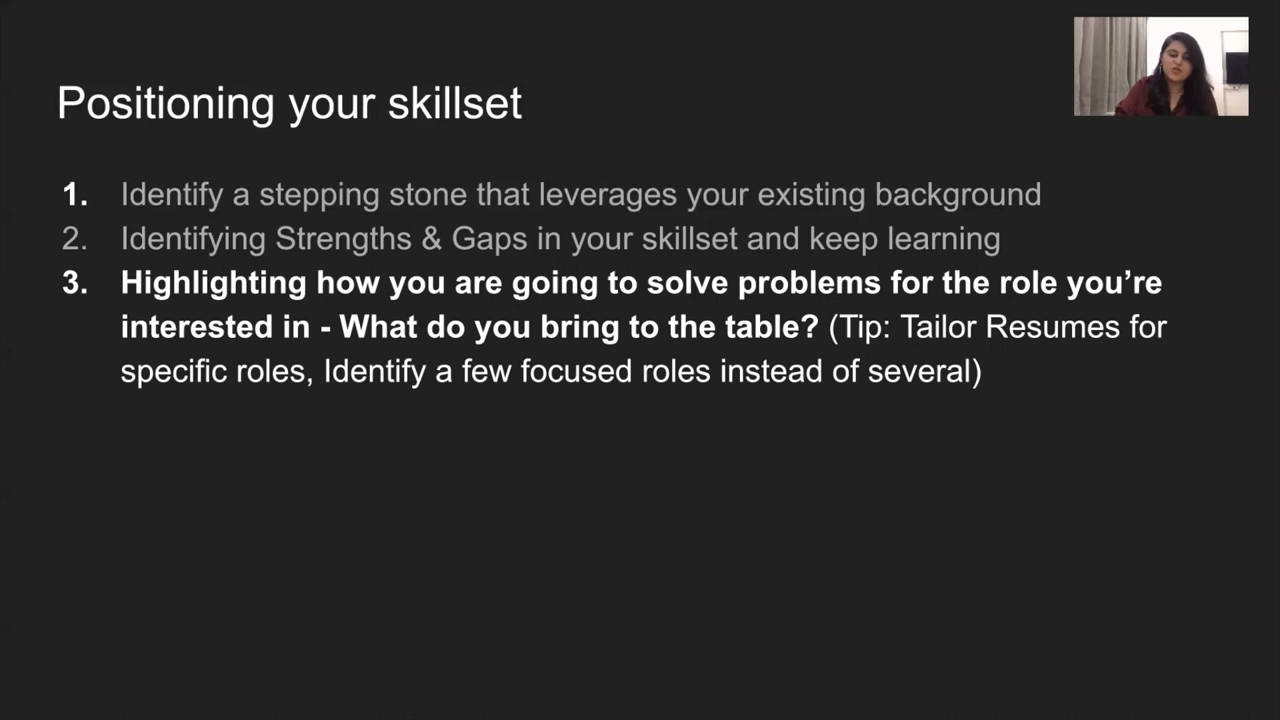 Positioning your skillset
1. Identify a stepping stone that leverages your existing background
2. Identifying Strengths & Gaps in your skillset and keep learning
3. Highlighting how you are going to solve problems for the role you’re
interested in - What do you bring to the table? (Tip: Tailor Resumes for
specific roles, Identify a few focused roles instead of several)